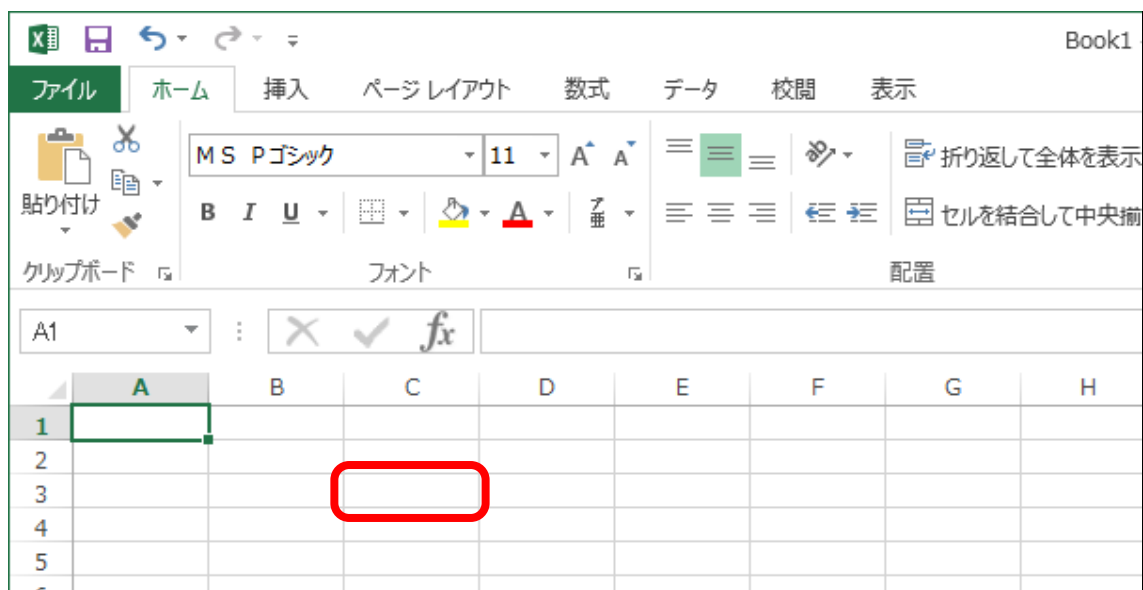 Book1
ファイル ホーム 挿入 ページ レイアウト 数式 データ 校閲 表示
MS Pゴシック 11 A A 折り返して全体を表示
貼り付け B I U A ア亜 セルを結合して中央揃
クリップボード フォント 配置
A1 fx
A B C D E F G H
1
2
3
4
5